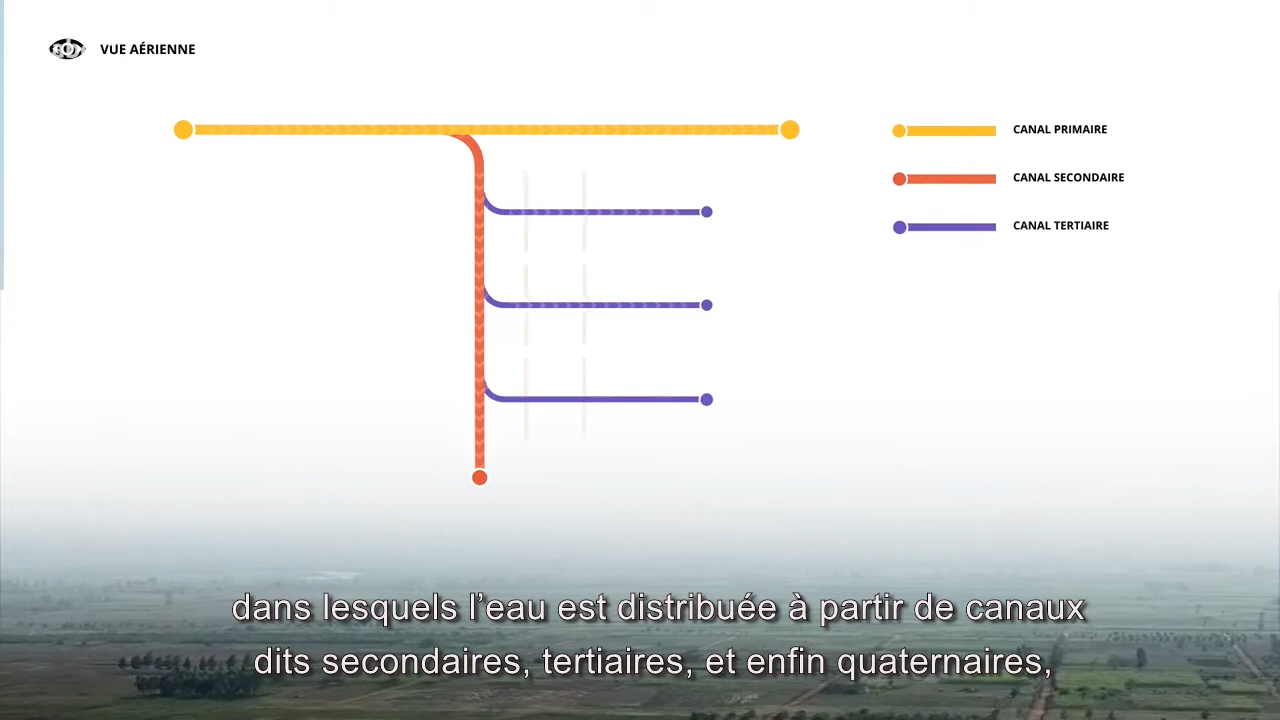 VUE AÉRIENNE
CANAL PRIMAIRE
CANAL SECONDAIRE
CANAL TERTIAIRE
dans lesquels l’eau est distribuée à partir de canaux
dits secondaires, tertiaires, et enfin quaternaires,